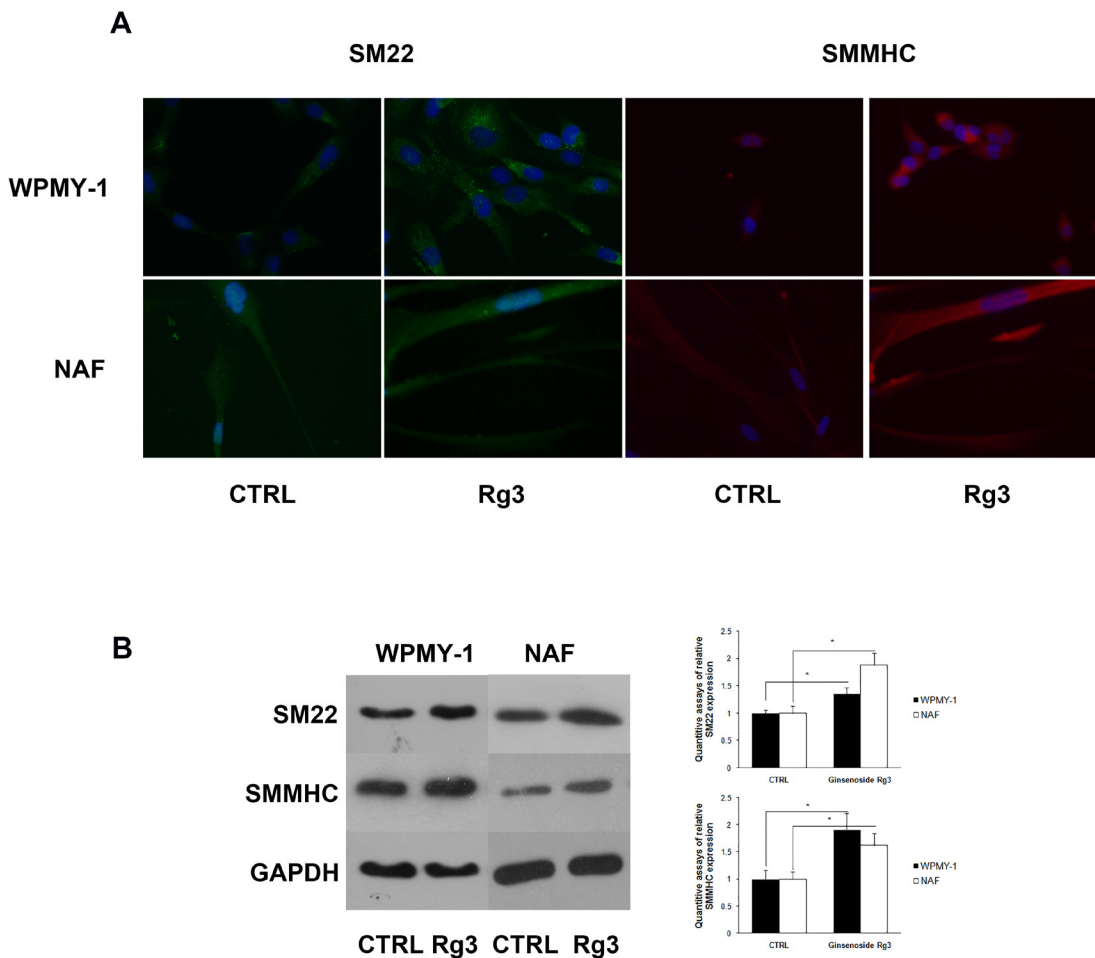 A
SM22 SMMHC
WPMY-1
NAF
CTRL Rg3 CTRL Rg3
B
WPMY-1 NAF
SM22
SMMHC
GAPDH
CTRL Rg3 CTRL Rg3
Quantitive assays of relative
SM22 expression
2.5
2
1.5
1
0.5
0
* *
CTRL Ginsenoside Rg3
WPMY-1
NAF
Quantitive assays of relative
SMMHC expression
2.5
2
1.5
1
0.5
0
* *
CTRL Ginsenoside Rg3
WPMY-1
NAF